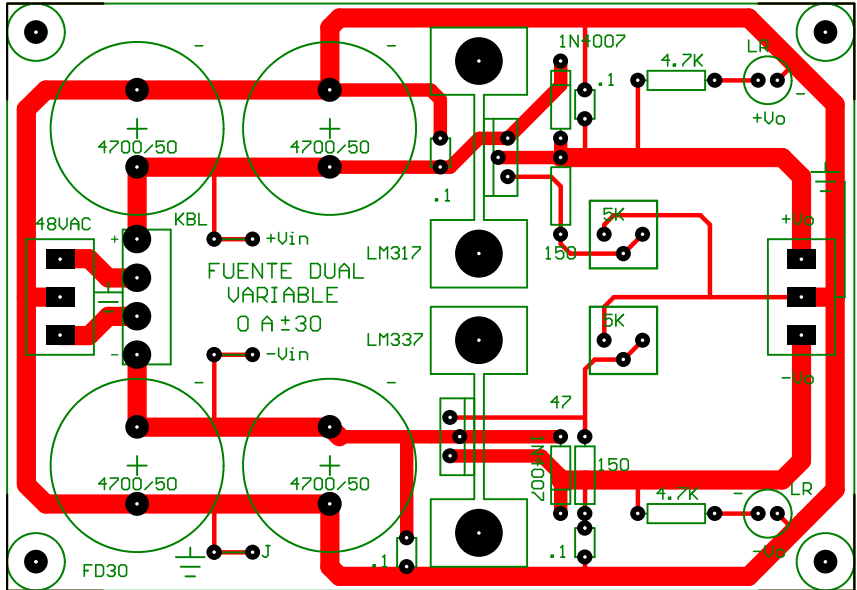 1N4007
LR
4.7K
.1
-
-
-
+Vo
4700/50
4700/50
.1
48VAC
KBL
5K
+Vo
+
+Vin
LM317
150
FUENTE DUAL
VARIABLE
0 A±30
5K
LM337
-
-Vin
-
-
-Vo
47
1N4007
150
4700/50
4700/50
4.7K
-
LR
J
.1
.1
-Vo
FD30